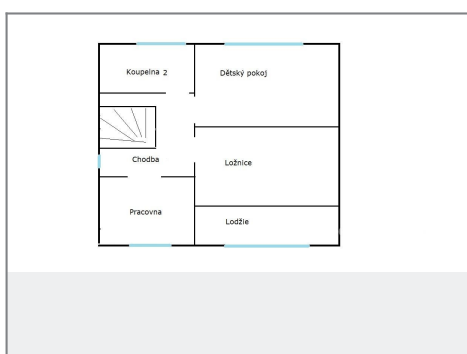 Koupelna 2
Dětský pokoj
Chodba
Ložnice
Pracovna
Lodžie